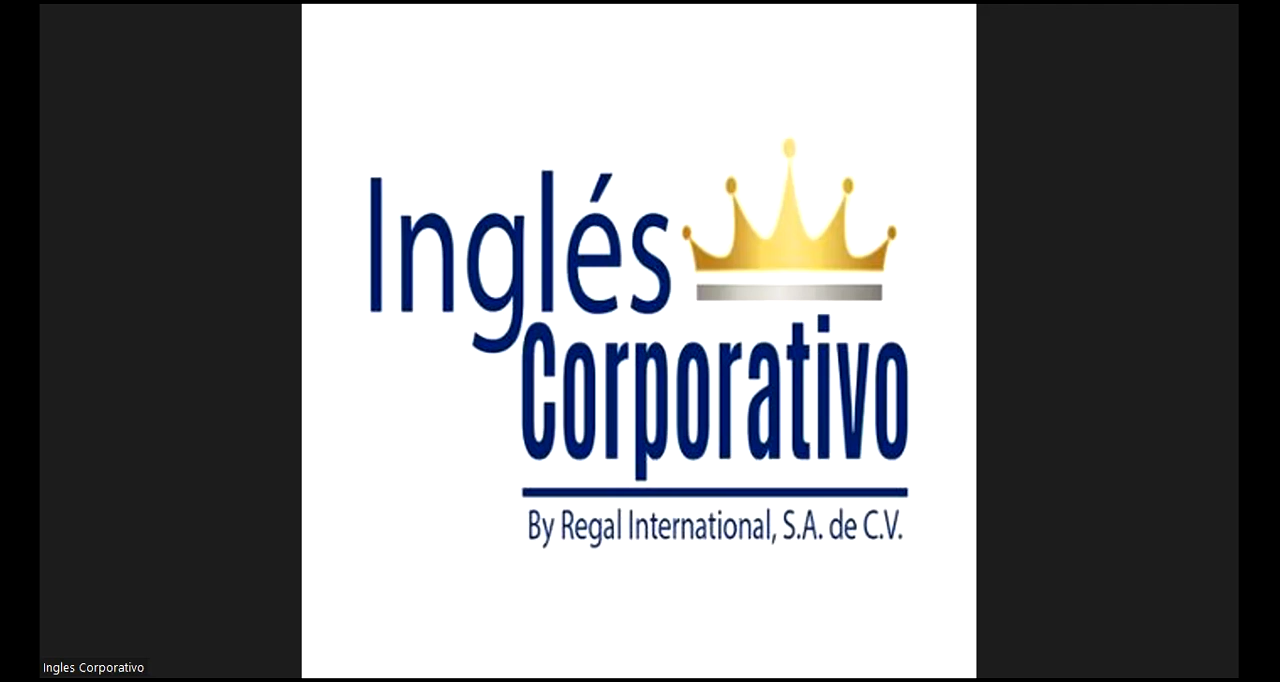 Inglés
Corporativo
By Regal International, S.A. de C.V.
Ingles Corporativo